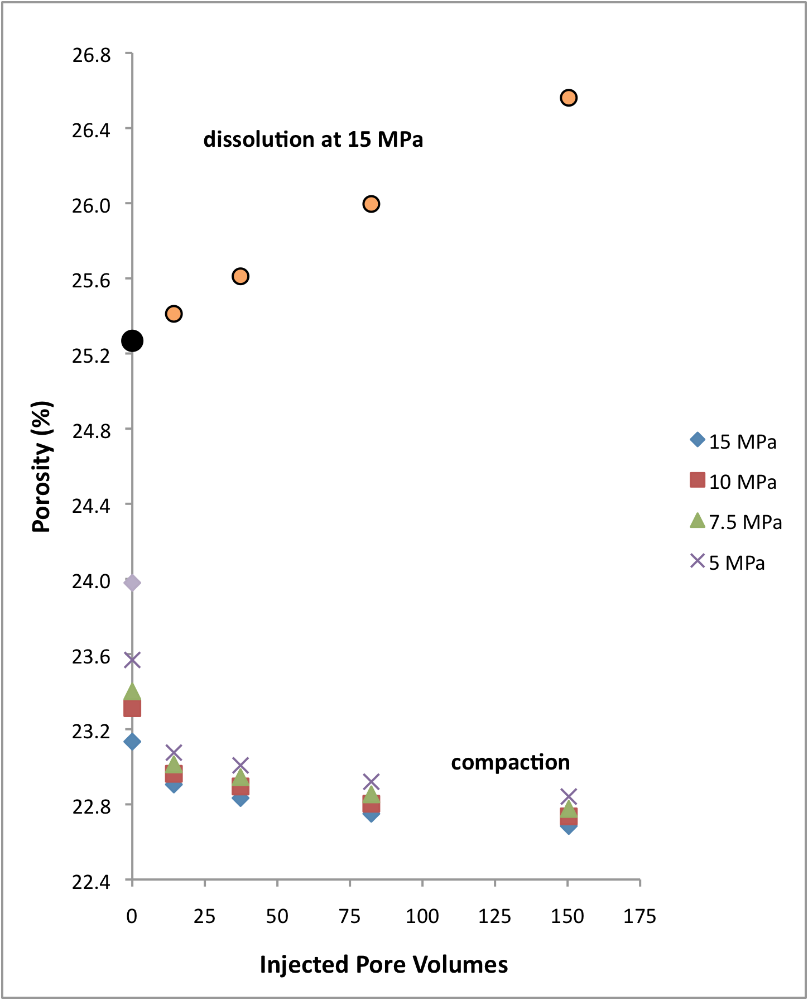 26.8
26.4
dissolution at 15 MPa
26.0
25.6
25.2
24.8
24.4
24.0
23.6
23.2
22.8
22.4
Porosity (%)
15 MPa
10 MPa
7.5 MPa
5 MPa
compaction
0 25 50 75 100 125 150 175
Injected Pore Volumes